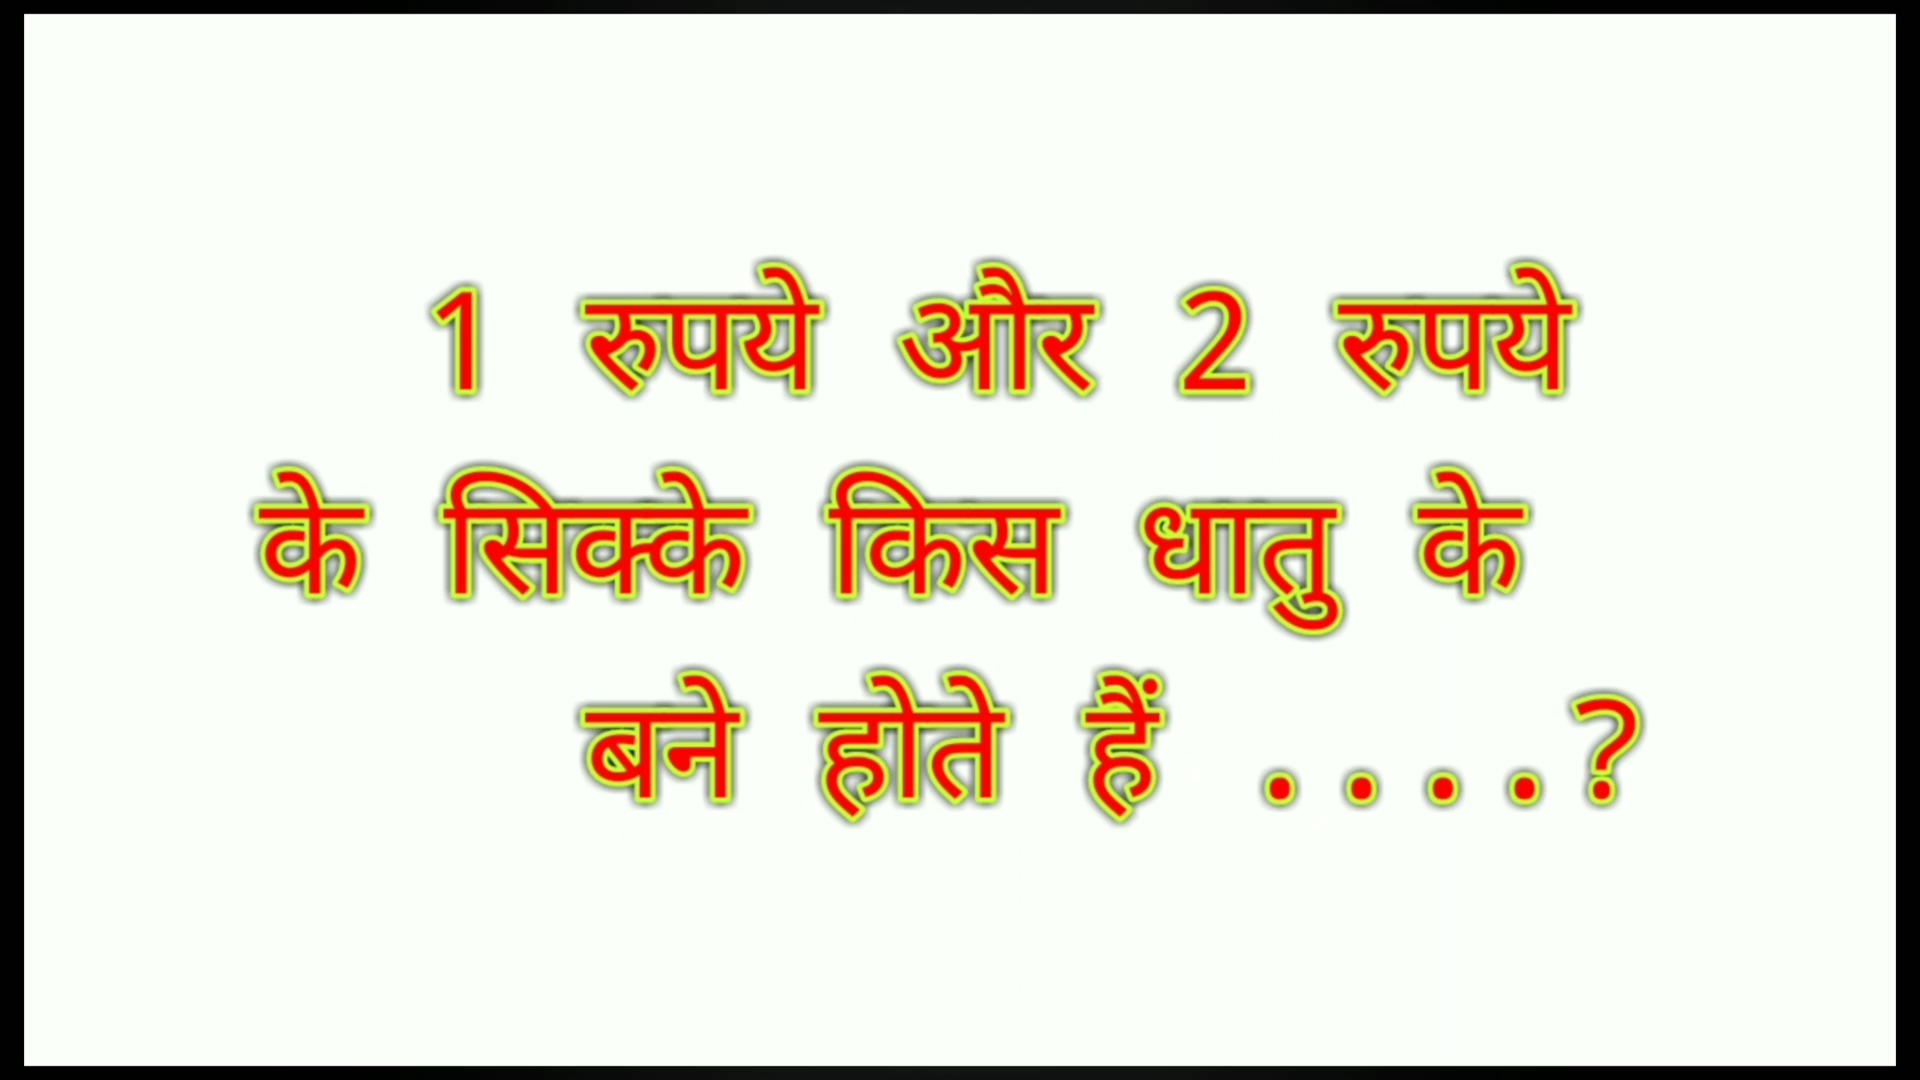 1 रुपये और 2 रुपये
के सिक्के किस धातु के
बने होते हैं ....?